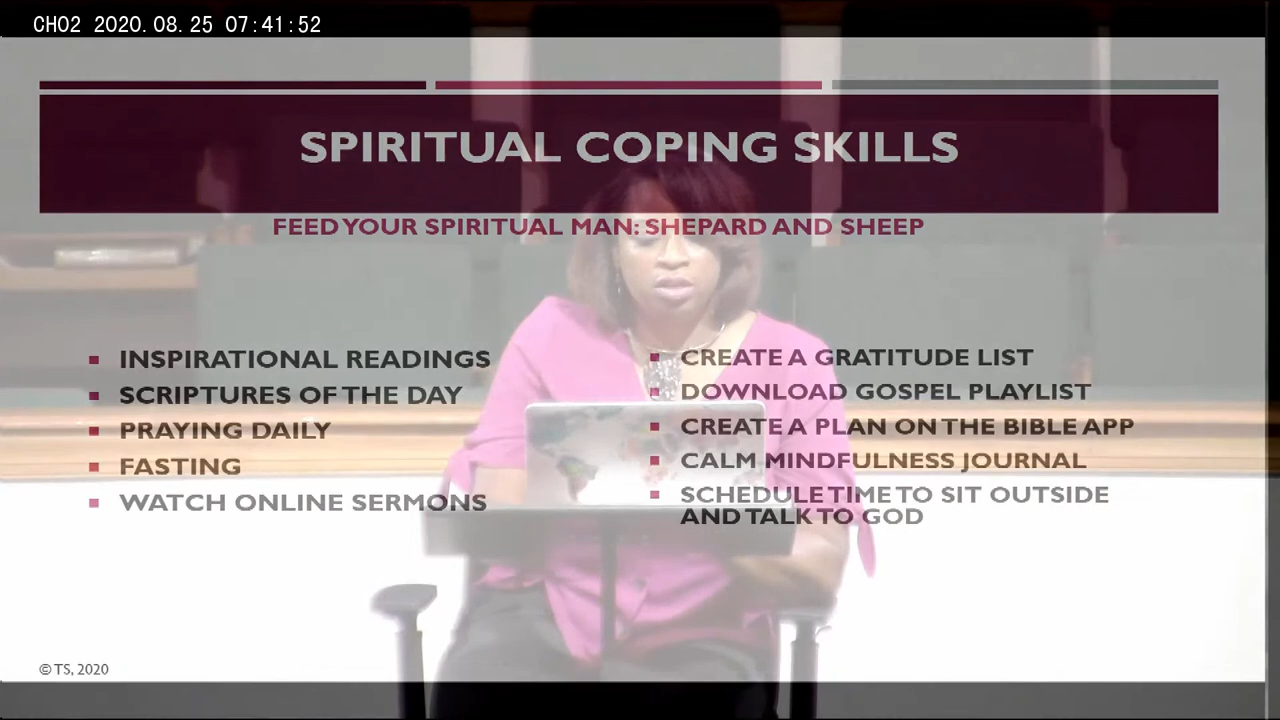 CH02 2020.08.25 07:41:52
SPIRITUAL COPING SKILLS
FEED YOUR SPIRITUAL MAN: SHEPARD AND SHEEP
INSPIRATIONAL READINGS
SCRIPTURES OF THE DAY
PRAYING DAILY
FASTING
WATCH ONLINE SERMONS
CREATE A GRATITUDE LIST
DOWNLOAD GOSPEL PLAYLIST
CREATE A PLAN ON THE BIBLE APP
CALM MINDFULNESS JOURNAL
SCHEDULE TIME TO SIT OUTSIDE
AND TALK TO GOD
© TS, 2020